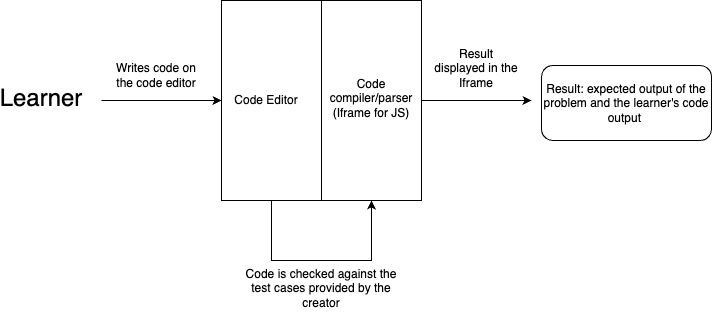 Learner
Writes code on
the code editor
Code Editor
Code
compiler/parser
(Iframe for JS)
Result
displayed in the
Iframe
Result: expected output of the
problem and the learner's code
output
Code is checked against the
test cases provided by the
creator